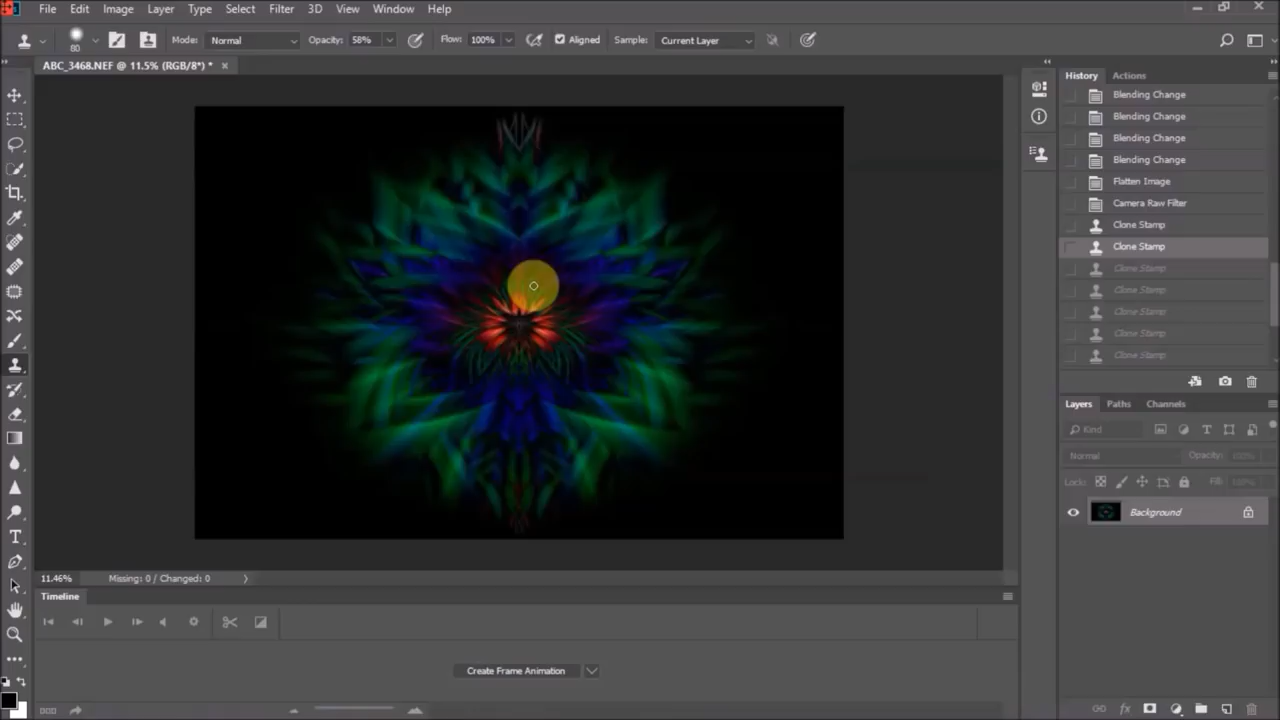 File Edit Image Layer Type Select Filter 3D View Window Help
80 Mode: Normal Opacity: 58% Flow: 100% Aligned Sample: Current Layer
ABC_3468.NEF @ 11.5% (RGB/8*) * ×
History Actions
Blending Change
Blending Change
Blending Change
Blending Change
Flatten Image
Camera Raw Filter
Clone Stamp
Clone Stamp
Clone Stamp
Clone Stamp
Clone Stamp
Clone Stamp
Clone Stamp
Layers Paths Channels
Kind
Normal Opacity: 100%
Lock: Fill: 100%
Background
11.46% Missing: 0 / Changed: 0
Timeline
Create Frame Animation